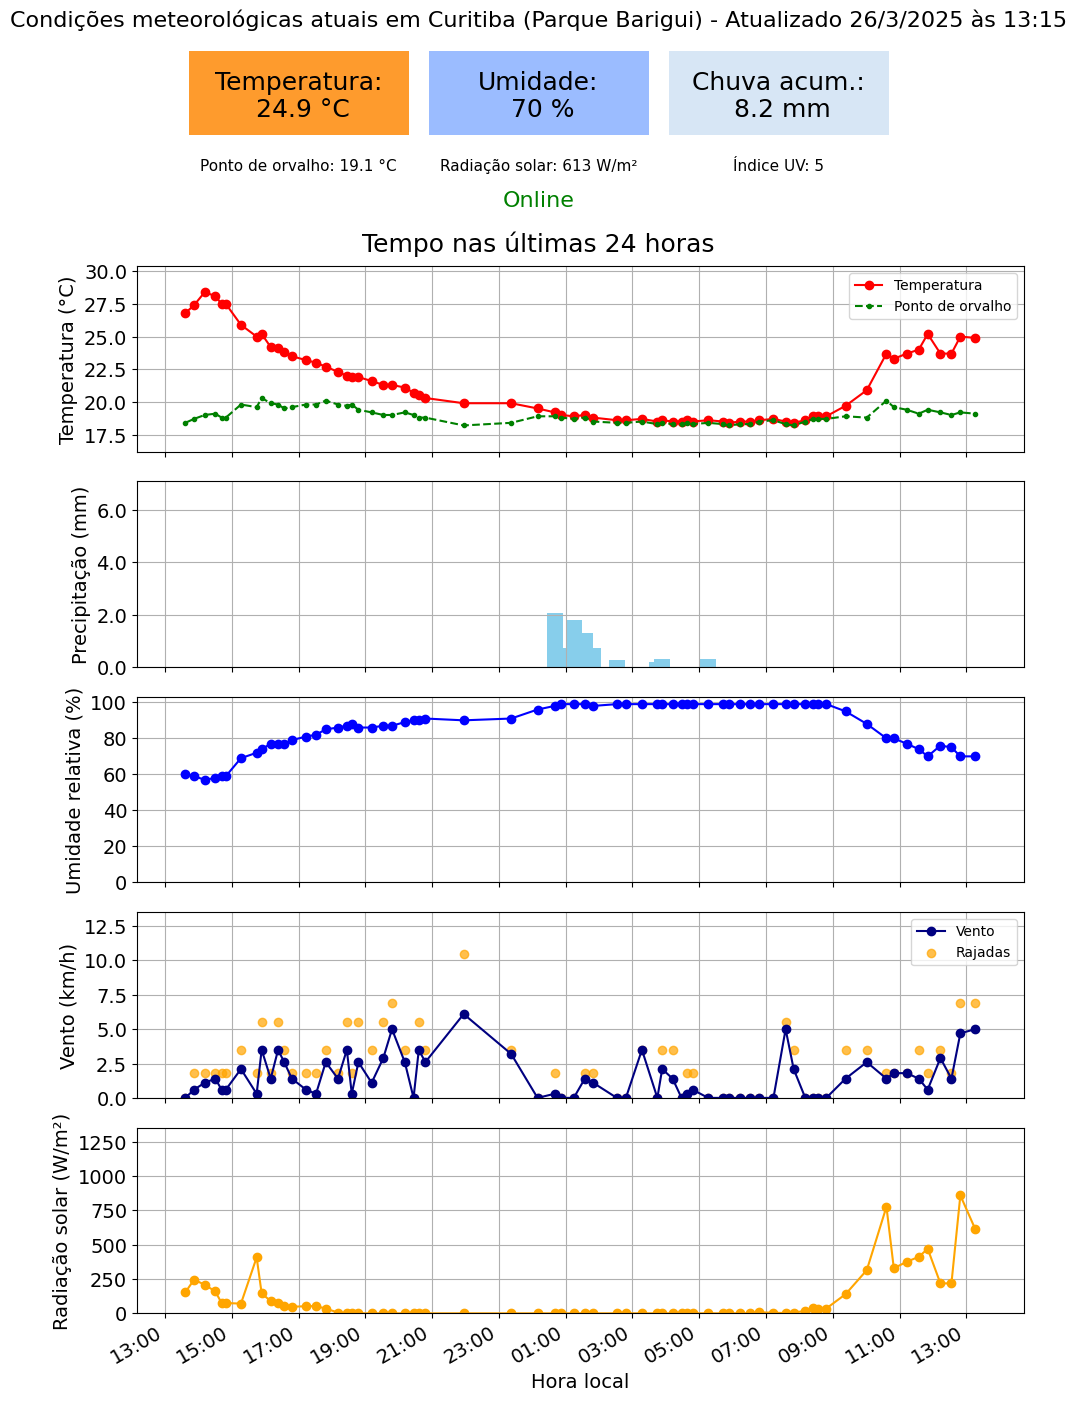 Condições meteorológicas atuais em Curitiba (Parque Barigui) - Atualizado 26/3/2025 às 13:15
Temperatura:
24.9 °C
Umidade:
70 %
Chuva acum.:
8.2 mm
Ponto de orvalho: 19.1 °C
Radiação solar: 613 W/m²
Índice UV: 5
Online
Tempo nas últimas 24 horas
Temperatura (°C)
30.0
27.5
25.0
22.5
20.0
17.5
Temperatura
Ponto de orvalho
Precipitação (mm)
6.0
4.0
2.0
0.0
Umidade relativa (%)
100
80
60
40
20
0
Vento (km/h)
12.5
10.0
7.5
5.0
2.5
0.0
Vento
Rajadas
Radiação solar (W/m²)
1250
1000
750
500
250
0
13:00
15:00
17:00
19:00
21:00
23:00
01:00
03:00
05:00
07:00
09:00
11:00
13:00
Hora local